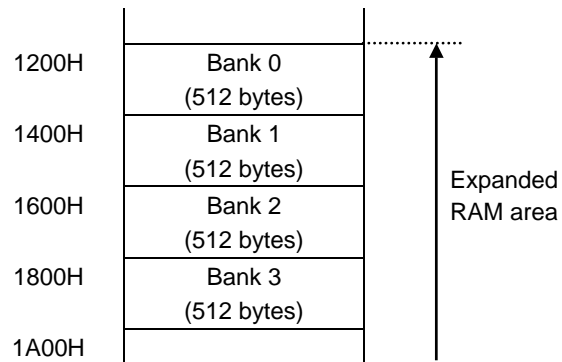 1200H
Bank 0
(512 bytes)
1400H
Bank 1
(512 bytes)
1600H
Bank 2
(512 bytes)
1800H
Bank 3
(512 bytes)
1A00H
Expanded
RAM area